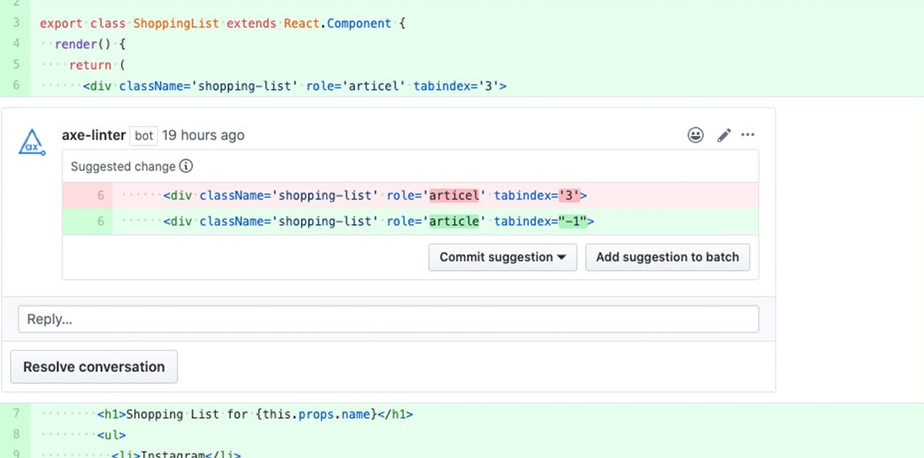 2
3 export class ShoppingList extends React.Component {
4 render() {
5 return (
6 <div className='shopping-list' role='articel' tabindex='3'>
ax
axe-linter bot 19 hours ago
Suggested change
6 <div className='shopping-list' role='articel' tabindex='3'>
6 <div className='shopping-list' role='article' tabindex="-1">
Commit suggestion Add suggestion to batch
Reply...
Resolve conversation
7 <h1>Shopping List for {this.props.name}</h1>
8 <ul>
9 <li>Instagram</li>